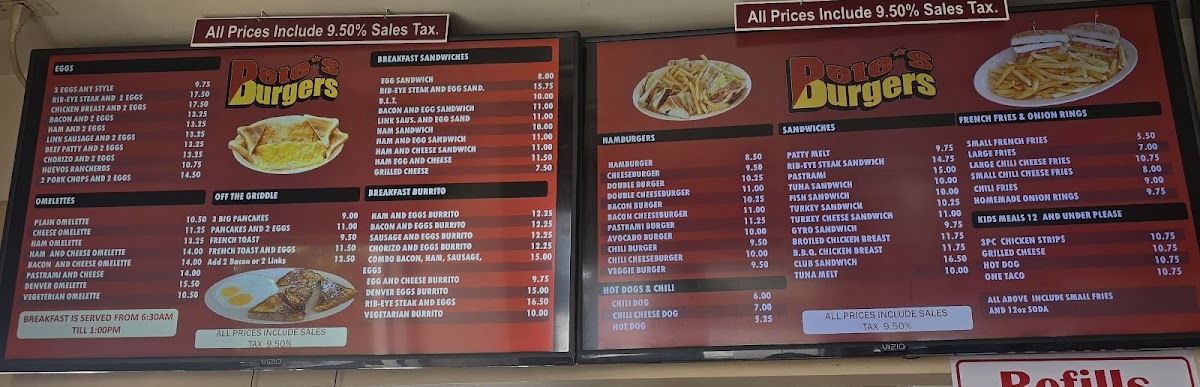 All Prices Include 9.50% Sales Tax.
EGGS
3 EGGS ANY STYLE 9.75
RIB-EYE STEAK AND 2 EGGS 17.50
CHICKEN BREAST AND 2 EGGS 17.50
BACON AND 2 EGGS 13.25
HAM AND 2 EGGS 13.25
LINK SAUSAGE AND 2 EGGS 13.25
BEEF PATTY AND 2 EGGS 13.25
CHORIZO AND 2 EGGS 13.25
HUEVOS RANCHEROS 10.75
2 PORK CHOPS AND 2 EGGS 14.50
Pete's
Burgers
BREAKFAST SANDWICHES
EGG SANDWICH 8.00
RIB-EYE STEAK AND EGG SAND. 15.75
B.L.T. 10.00
BACON AND EGG SANDWICH 11.00
LINK SAUS. AND EGG SAND 11.00
HAM SANDWICH 10.00
HAM AND EGG SANDWICH 11.00
HAM AND CHEESE SANDWICH 11.00
HAM EGG AND CHEESE 11.50
GRILLED CHEESE 7.50
OMELETTES
PLAIN OMELETTE 10.50
CHEESE OMELETTE 11.25
HAM OMELETTE 13.25
HAM AND CHEESE OMELETTE 14.00
BACON AND CHEESE OMELETTE 14.00
PASTRAMI AND CHEESE 14.00
DENVER OMELETTE 15.50
VEGETERIAN OMELETTE 10.50
BREAKFAST IS SERVED FROM 6:30AM
TILL 1:00PM
OFF THE GRIDDLE
3 BIG PANCAKES 9.00
PANCAKES AND 2 EGGS 11.00
FRENCH TOAST 9.50
FRENCH TOAST AND EGGS 11.50
Add 2 Bacon or 2 Links 13.50
ALL PRICES INCLUDE SALES
TAX 9.50%
BREAKFAST BURRITO
HAM AND EGGS BURRITO 12.25
BACON AND EGGS BURRITO 12.25
SAUSAGE AND EGGS BURRITO 12.25
CHORIZO AND EGGS BURRITO 12.25
COMBO BACON, HAM, SAUSAGE, 15.00
EGGS
EGG AND CHEESE BURRITO 9.75
DENVER EGGS BURRITO 15.00
RIB-EYE STEAK AND EGGS 16.50
VEGETARIAN BURRITO 10.00
VIZIO
All Prices Include 9.50% Sales Tax.
Pete's
Burgers
HAMBURGERS
HAMBURGER 8.50
CHEESEBURGER 9.50
DOUBLE BURGER 10.25
DOUBLE CHEESEBURGER 11.00
BACON BURGER 10.25
BACON CHEESEBURGER 11.00
PASTRAMI BURGER 11.25
AVOCADO BURGER 10.00
CHILI BURGER 9.50
CHILI CHEESEBURGER 10.00
VEGGIE BURGER 9.50
HOT DOGS & CHILI
CHILI DOG 6.00
CHILI CHEESE DOG 7.00
HOT DOG 5.25
SANDWICHES
PATTY MELT 9.75
RIB-EYE STEAK SANDWICH 14.75
PASTRAMI 15.00
TUNA SANDWICH 10.00
FISH SANDWICH 10.00
TURKEY SANDWICH 10.25
TURKEY CHEESE SANDWICH 11.00
GYRO SANDWICH 9.75
BROILED CHICKEN BREAST 11.75
B.B.Q. CHICKEN BREAST 11.75
CLUB SANDWICH 16.50
TUNA MELT 10.00
ALL PRICES INCLUDE SALES
TAX 9.50%
FRENCH FRIES & ONION RINGS
SMALL FRENCH FRIES 5.50
LARGE FRIES 7.00
LARGE CHILI CHEESE FRIES 10.75
SMALL CHILI CHEESE FRIES 8.00
CHILI FRIES 9.00
HOMEMADE ONION RINGS 9.75
KIDS MEALS 12 AND UNDER PLEASE
3PC CHICKEN STRIPS 10.75
GRILLED CHEESE 10.75
HOT DOG 10.75
ONE TACO 10.75
ALL ABOVE INCLUDE SMALL FRIES
AND 12oz SODA
VIZIO
Refills